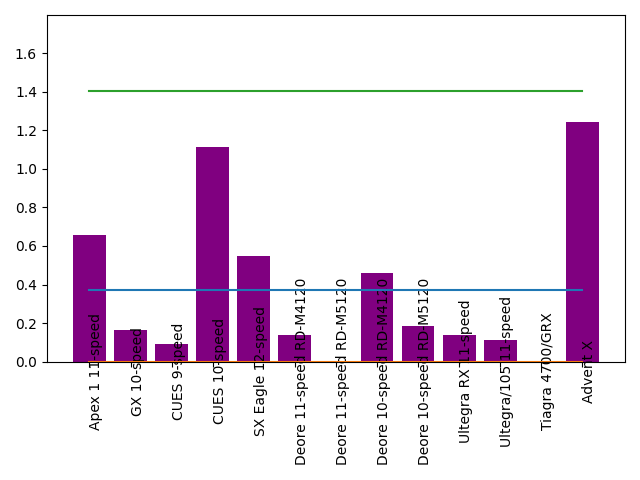 1.6
1.4
1.2
1.0
0.8
0.6
0.4
0.2
0.0
Apex 1 11-speed
GX 10-speed
CUES 9-speed
CUES 10-speed
SX Eagle 12-speed
Deore 11-speed RD-M4120
Deore 11-speed RD-M5120
Deore 10-speed RD-M4120
Deore 10-speed RD-M5120
Ultegra RX 11-speed
Ultegra/105 11-speed
Tiagra 4700/GRX
Advent X